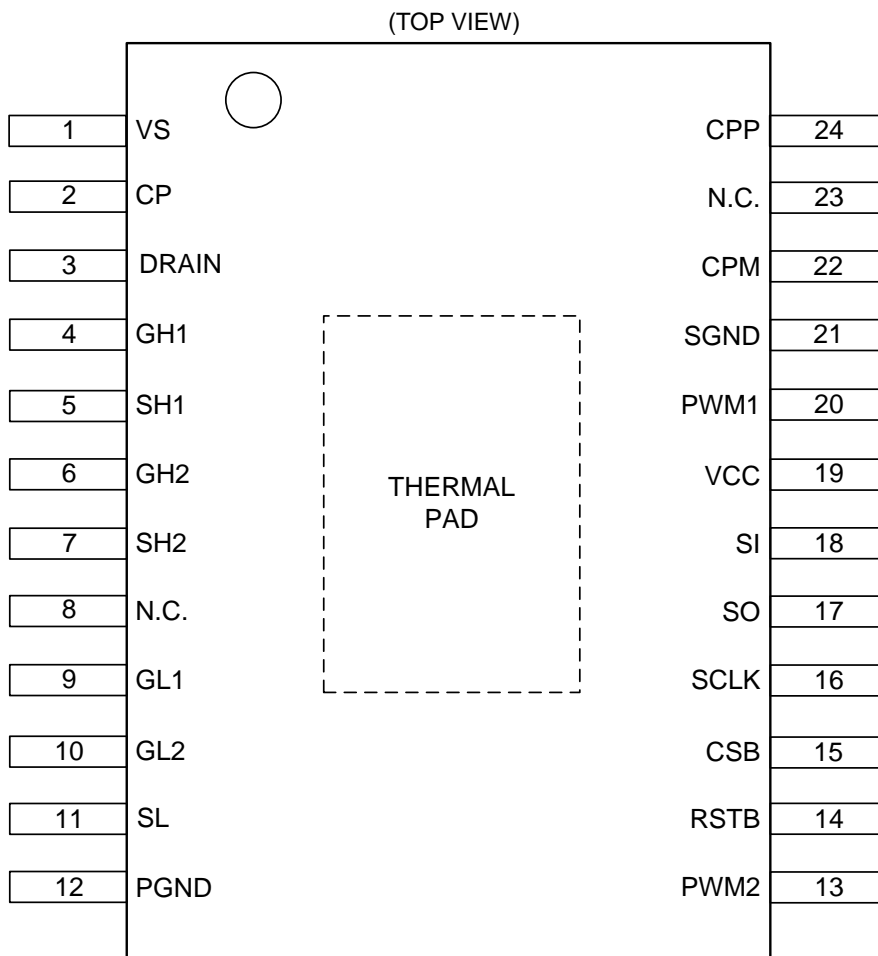 (TOP VIEW)
1 VS CPP 24
2 CP N.C. 23
3 DRAIN CPM 22
4 GH1 SGND 21
5 SH1 PWM1 20
6 GH2 VCC 19
THERMAL
PAD
7 SH2 SI 18
8 N.C. SO 17
9 GL1 SCLK 16
10 GL2 CSB 15
11 SL RSTB 14
12 PGND PWM2 13